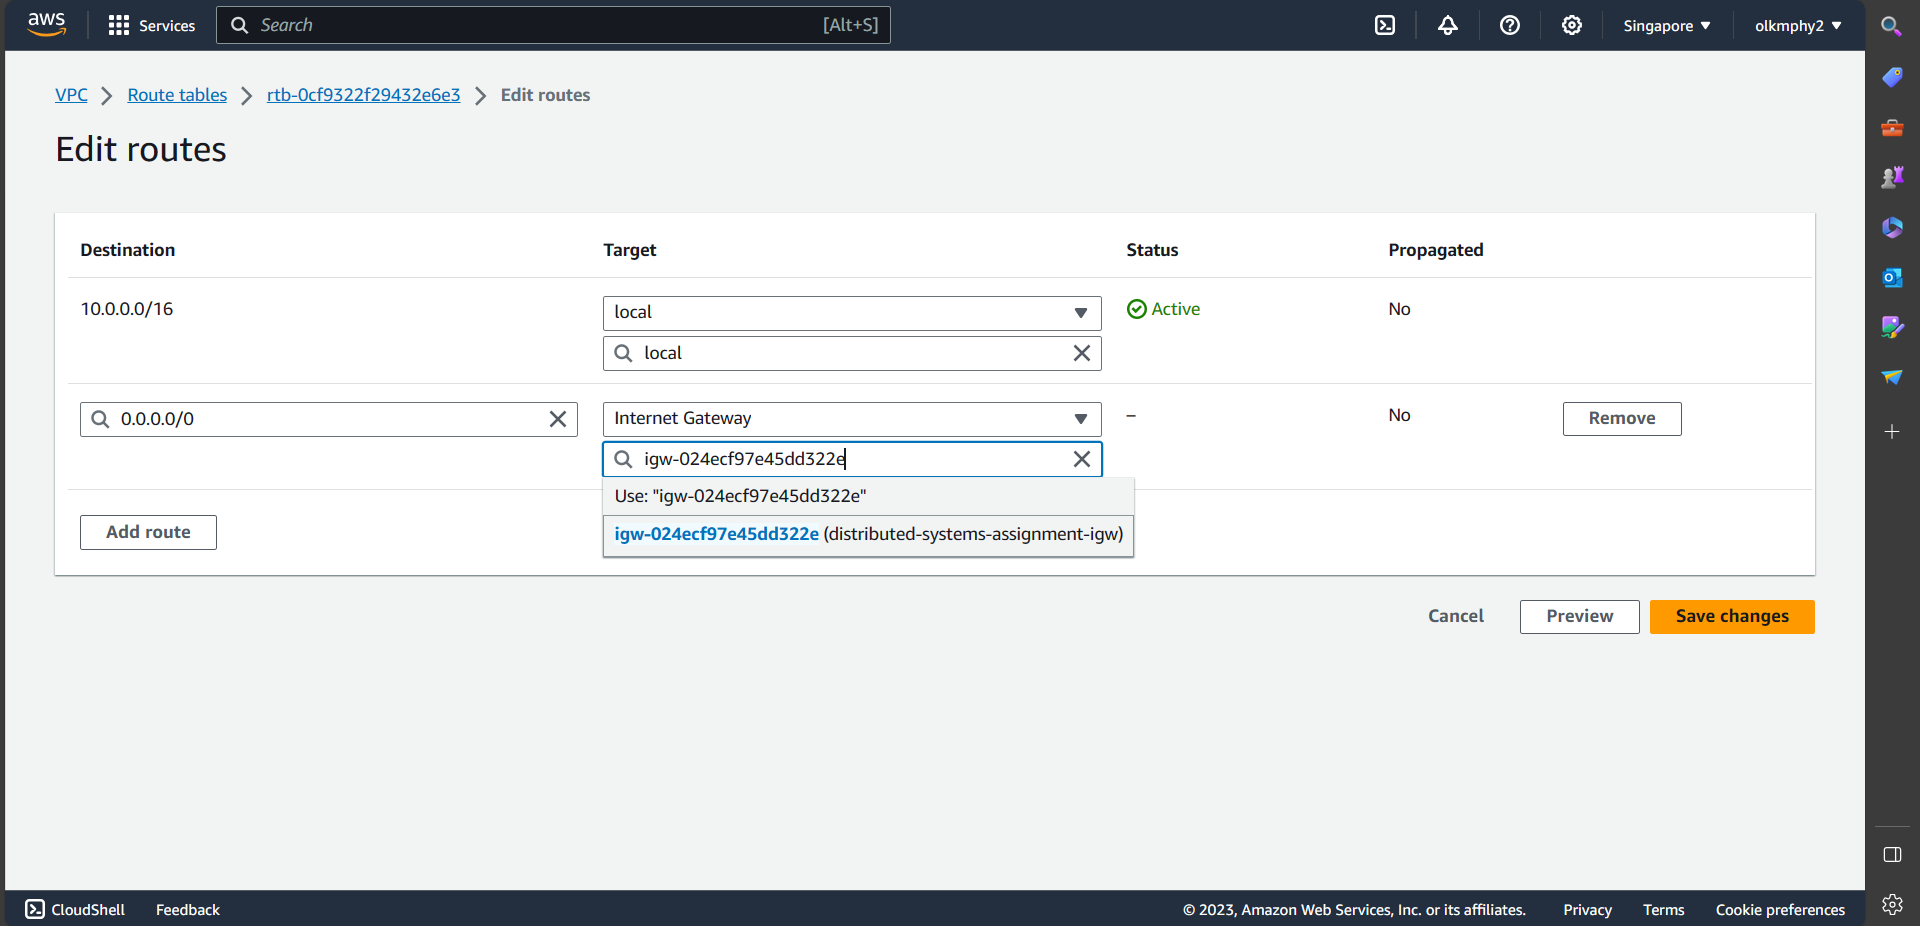 aws Services Search [Alt+S] Singapore olkmphy2
VPC Route tables rtb-0cf9322f29432e6e3 Edit routes
Edit routes
Destination Target Status Propagated
10.0.0.0/16 local Active No
local
0.0.0.0/0 Internet Gateway – No Remove
igw-024ecf97e45dd322e
Use: "igw-024ecf97e45dd322e"
Add route igw-024ecf97e45dd322e (distributed-systems-assignment-igw)
Cancel Preview Save changes
CloudShell Feedback © 2023, Amazon Web Services, Inc. or its affiliates. Privacy Terms Cookie preferences